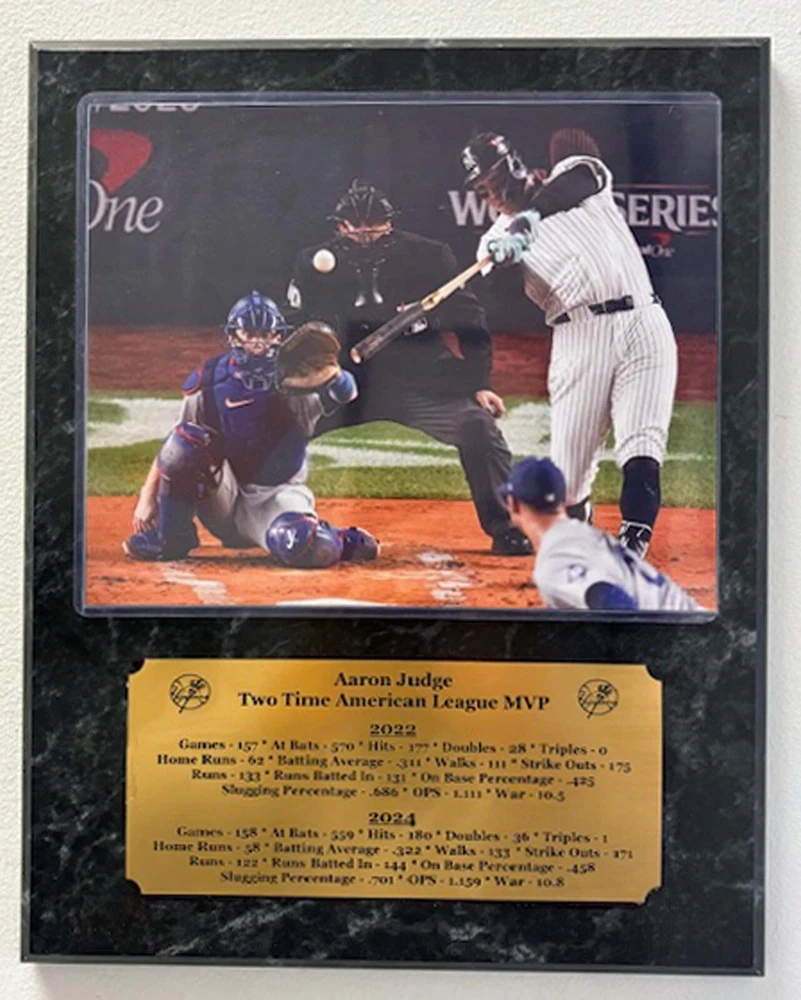 One
WO SERIES
One
Aaron Judge
Two Time American League MVP
2022
Games - 157 * At Bats - 570 * Hits - 177 * Doubles - 28 * Triples - 0
Home Runs - 62 * Batting Average - .311 * Walks - 111 * Strike Outs - 175
Runs - 133 * Runs Batted In - 131 * On Base Percentage - .425
Slugging Percentage - .686 * OPS - 1.111 * War - 10.5
2024
Games - 158 * At Bats - 559 * Hits - 180 * Doubles - 36 * Triples - 1
Home Runs - 58 * Batting Average - .322 * Walks - 133 * Strike Outs - 171
Runs - 122 * Runs Batted In - 144 * On Base Percentage - .458
Slugging Percentage - .701 * OPS - 1.159 * War - 10.8